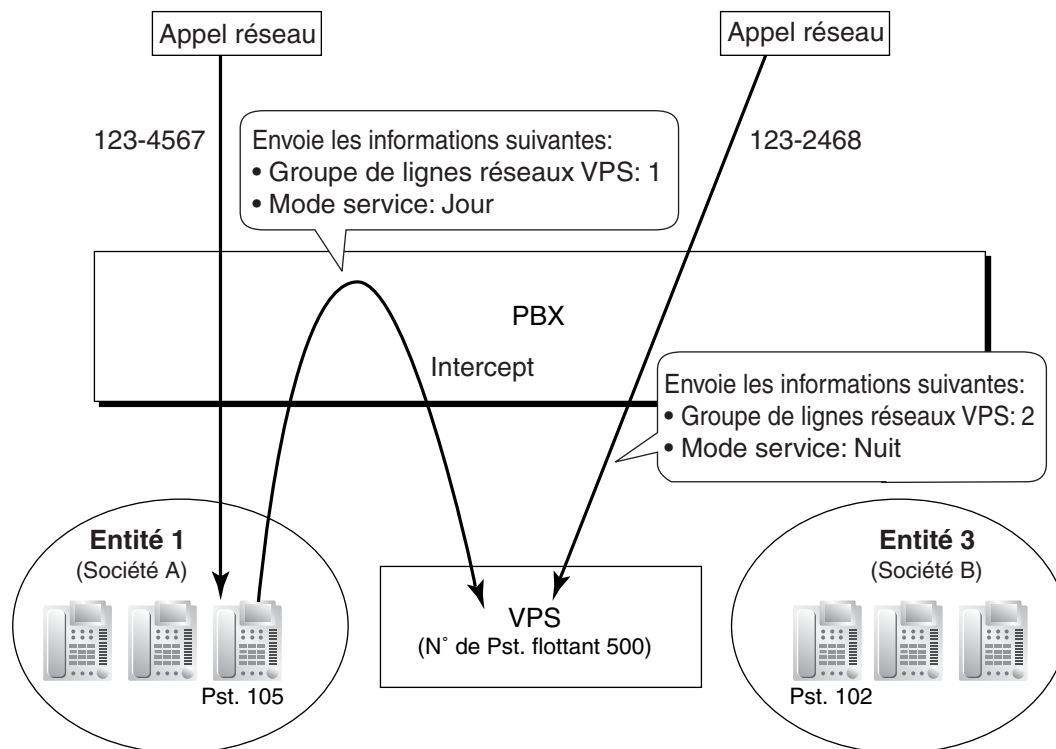 Appel réseau
Appel réseau
123-4567
Envoie les informations suivantes:
• Groupe de lignes réseaux VPS: 1
• Mode service: Jour
123-2468
PBX
Intercept
Envoie les informations suivantes:
• Groupe de lignes réseaux VPS: 2
• Mode service: Nuit
Entité 1
(Société A)
Pst. 105
VPS
(N° de Pst. flottant 500)
Entité 3
(Société B)
Pst. 102